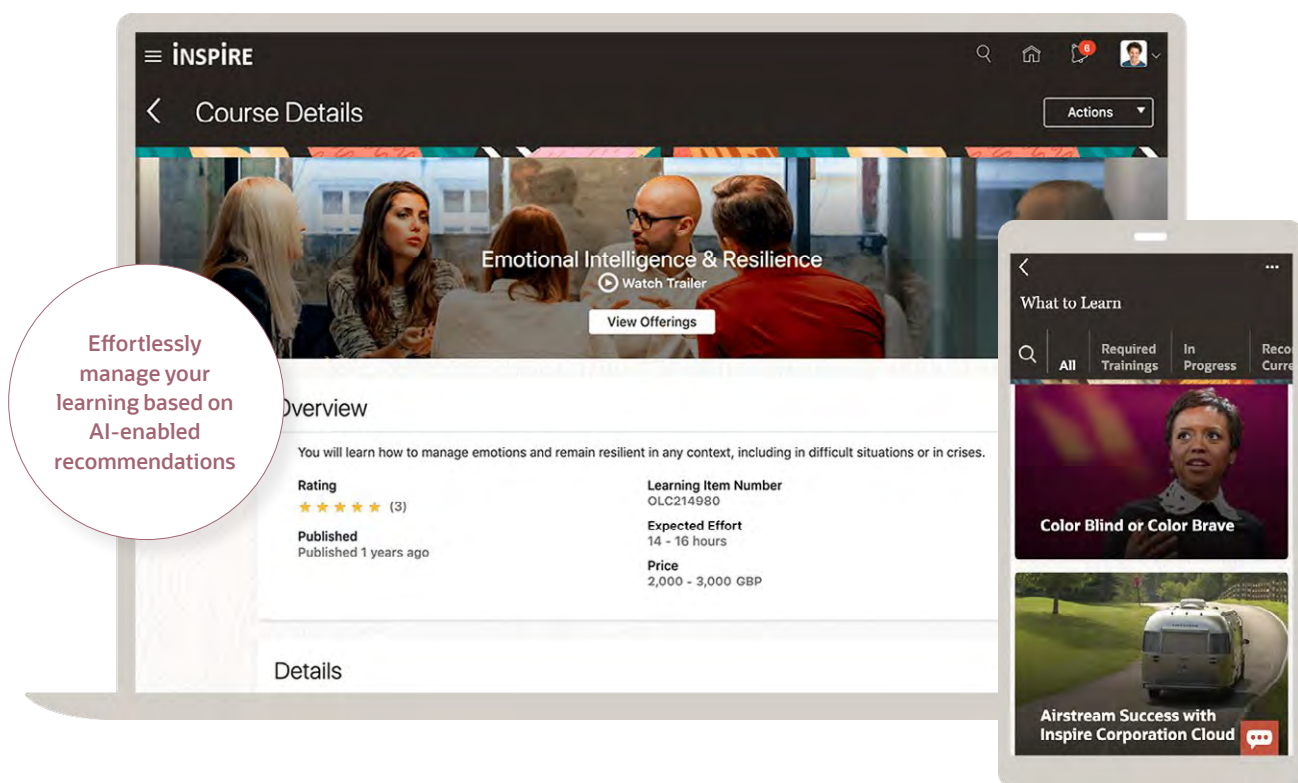 İNSPİRE
6
Course Details
Actions
Emotional Intelligence & Resilience
Watch Trailer
View Offerings
Effortlessly
manage your
learning based on
AI-enabled
recommendations
Overview
You will learn how to manage emotions and remain resilient in any context, including in difficult situations or in crises.
Rating
(3)
Published
Published 1 years ago
Learning Item Number
OLC214980
Expected Effort
14 - 16 hours
Price
2,000 - 3,000 GBP
Details
What to Learn
All
Required
Trainings
In
Progress
Color Blind or Color Brave
Airstream Success with
Inspire Corporation Cloud